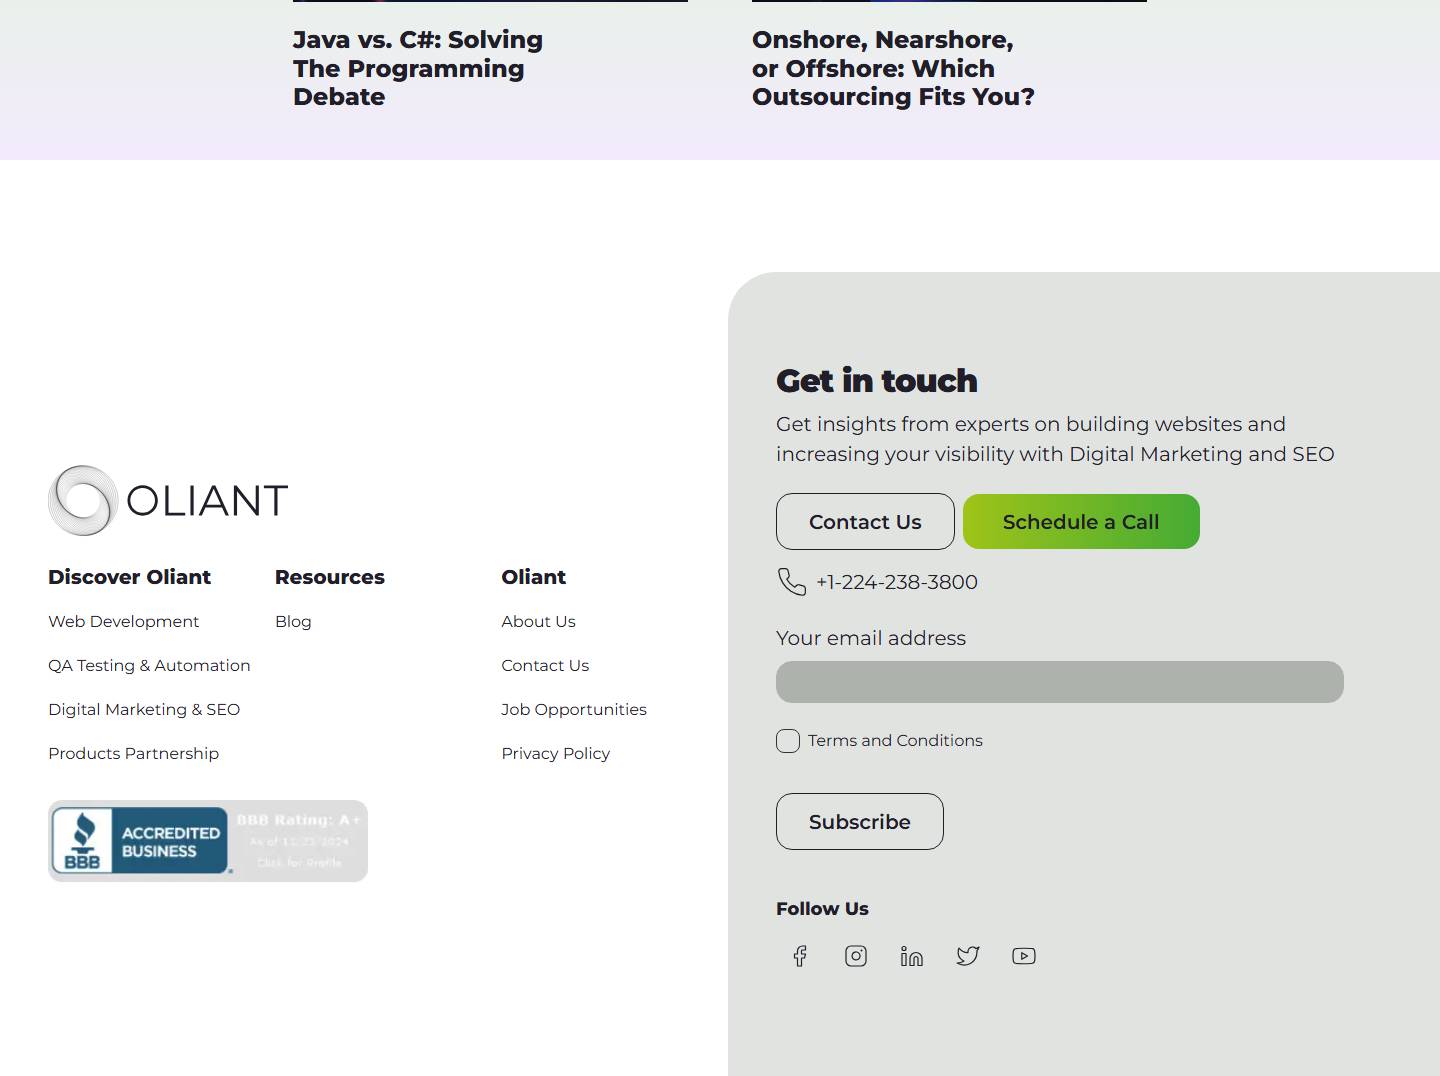 Java vs. C#: Solving
The Programming
Debate
Onshore, Nearshore,
or Offshore: Which
Outsourcing Fits You?
OLIANT
Discover Oliant
Web Development
QA Testing & Automation
Digital Marketing & SEO
Products Partnership
Resources
Blog
Oliant
About Us
Contact Us
Job Opportunities
Privacy Policy
BBB
ACCREDITED
BUSINESS
BBB Rating: A+
Click for Profile
Get in touch
Get insights from experts on building websites and
increasing your visibility with Digital Marketing and SEO
Contact Us
Schedule a Call
+1-224-238-3800
Your email address
Terms and Conditions
Subscribe
Follow Us